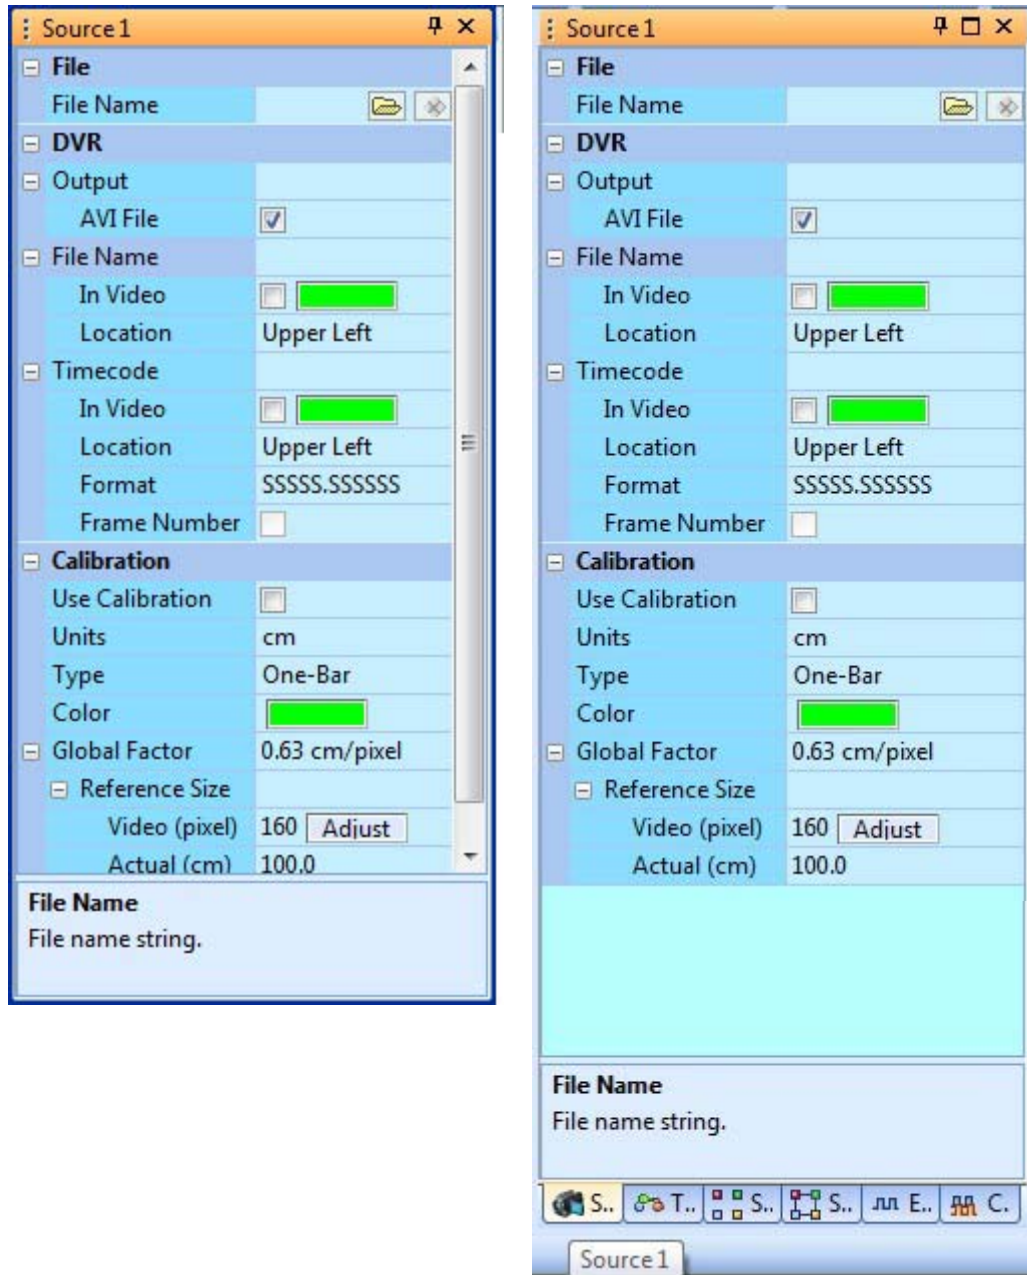 Source 1
File
File Name
DVR
Output
AVI File
File Name
In Video
Location Upper Left
Timecode
In Video
Location Upper Left
Format SSSSS.SSSSSS
Frame Number
Calibration
Use Calibration
Units cm
Type One-Bar
Color
Global Factor 0.63 cm/pixel
Reference Size
Video (pixel) 160 Adjust
Actual (cm) 100.0
File Name
File name string.
Source 1
File
File Name
DVR
Output
AVI File
File Name
In Video
Location Upper Left
Timecode
In Video
Location Upper Left
Format SSSSS.SSSSSS
Frame Number
Calibration
Use Calibration
Units cm
Type One-Bar
Color
Global Factor 0.63 cm/pixel
Reference Size
Video (pixel) 160 Adjust
Actual (cm) 100.0
File Name
File name string.
S.. T.. S.. S.. E.. C.
Source 1